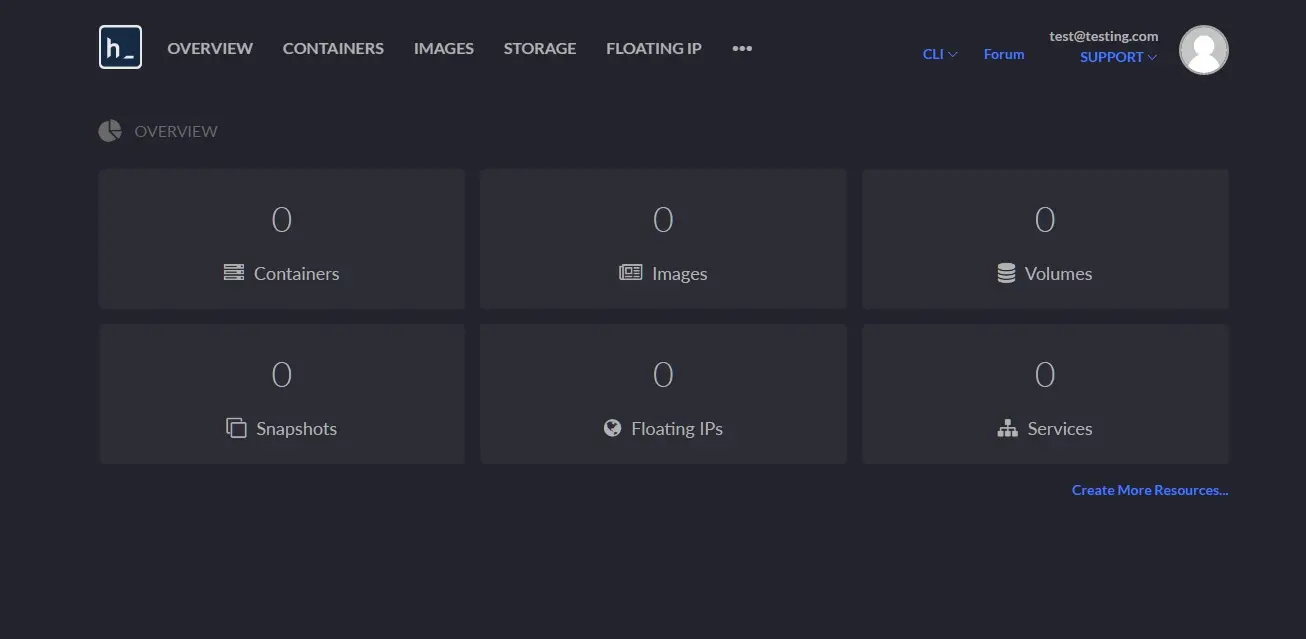 h_ OVERVIEW CONTAINERS IMAGES STORAGE FLOATING IP ••• CLI Forum test@testing.com
SUPPORT
OVERVIEW
0 0 0
Containers Images Volumes
0 0 0
Snapshots Floating IPs Services
Create More Resources...